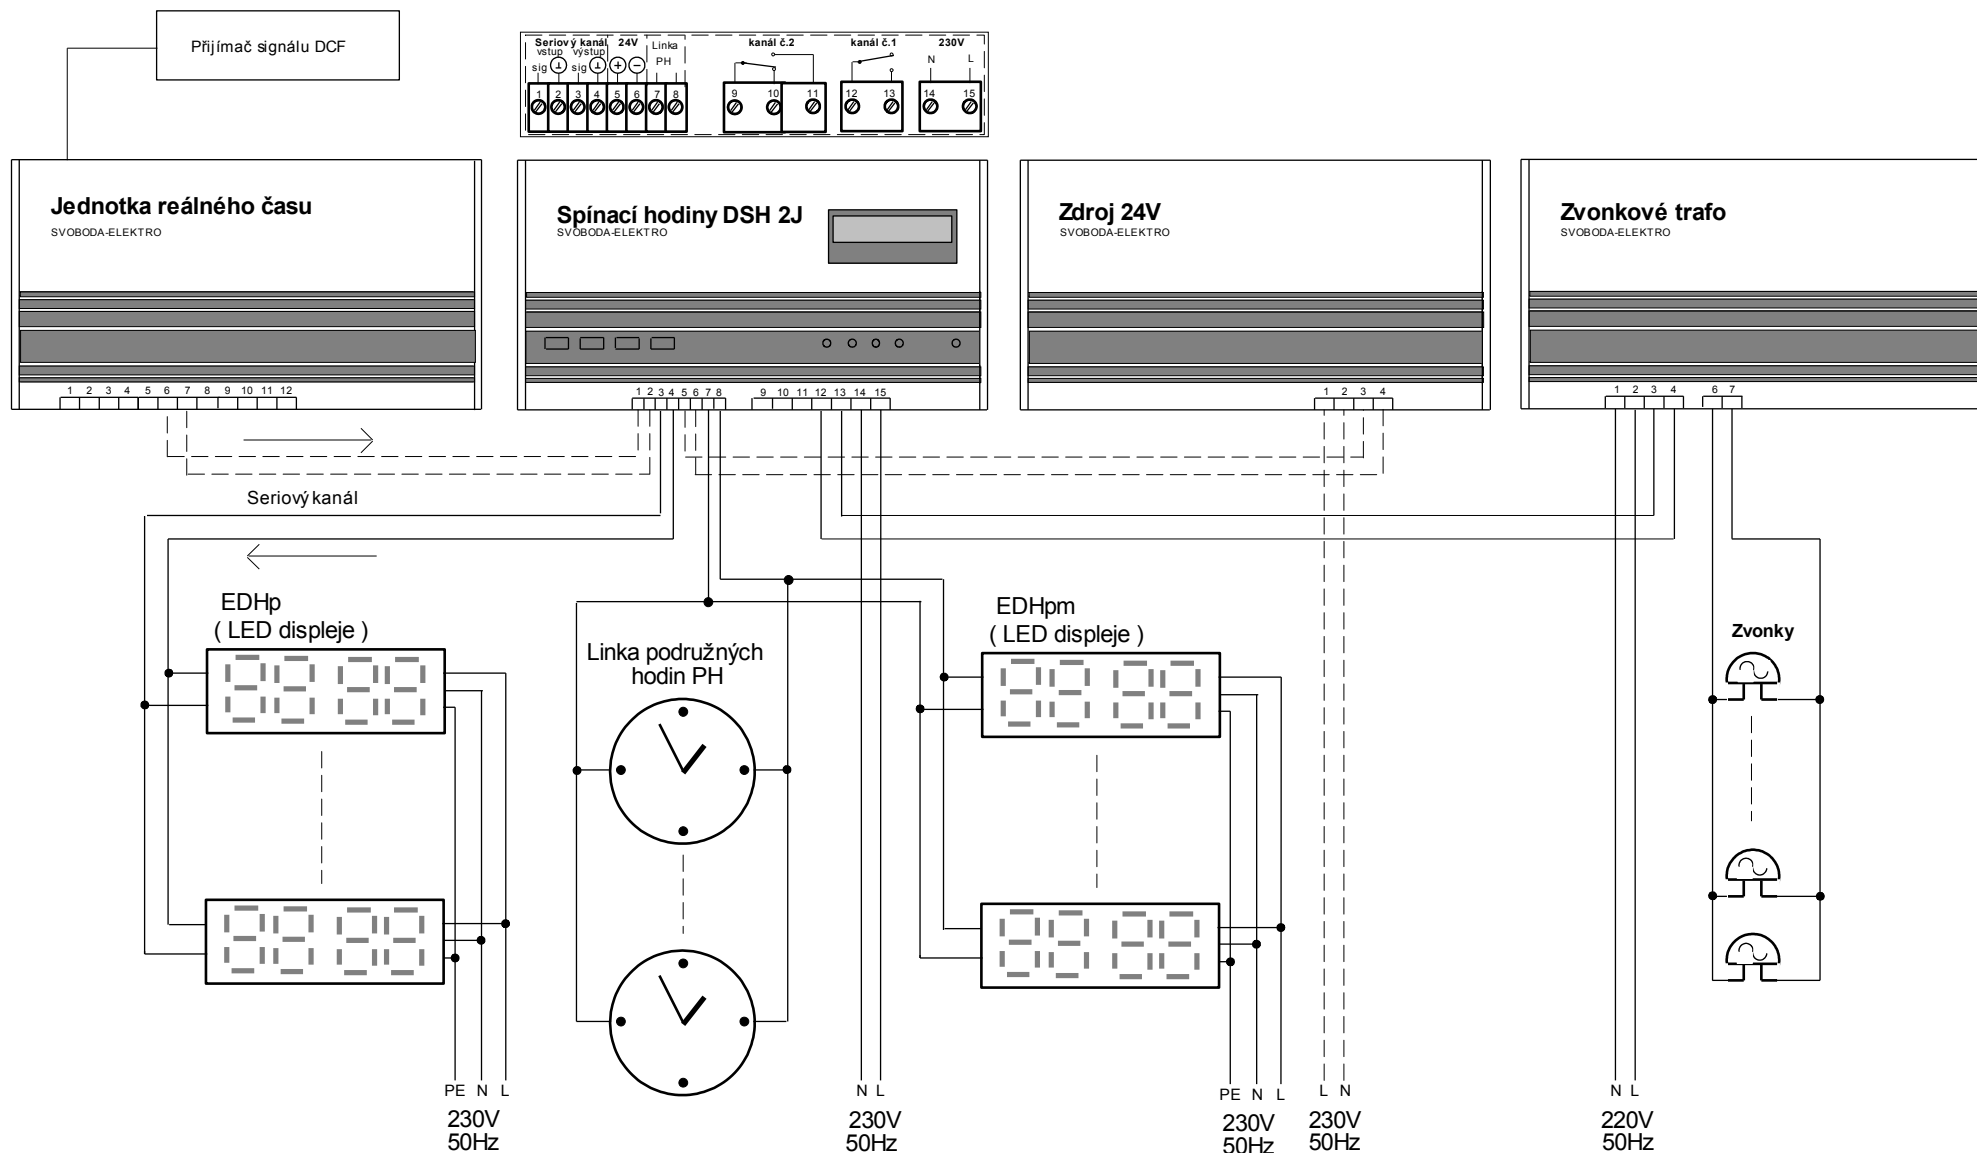 Přijímač signálu DCF
Seriový kanál 24V Linka kanál č.2 kanál č.1 230V
vstup výstup PH N L
sig sig
1 2 3 4 5 6 7 8 9 10 11 12 13 14 15
Jednotka reálného času
SVOBODA-ELEKTRO
Spínací hodiny DSH 2J
SVOBODA-ELEKTRO
Zdroj 24V
SVOBODA-ELEKTRO
Zvonkové trafo
SVOBODA-ELEKTRO
1 2 3 4 5 6 7 8 9 10 11 12
1 2 3 4 5 6 7 8 9 10 11 12 13 14 15
1 2 3 4
1 2 3 4 6 7
Seriový kanál
EDHp
( LED displeje )
Linka podružných
hodin PH
EDHpm
( LED displeje )
Zvonky
PE N L
230V
50Hz
N L
230V
50Hz
PE N L
230V
50Hz
L N
230V
50Hz
N L
220V
50Hz